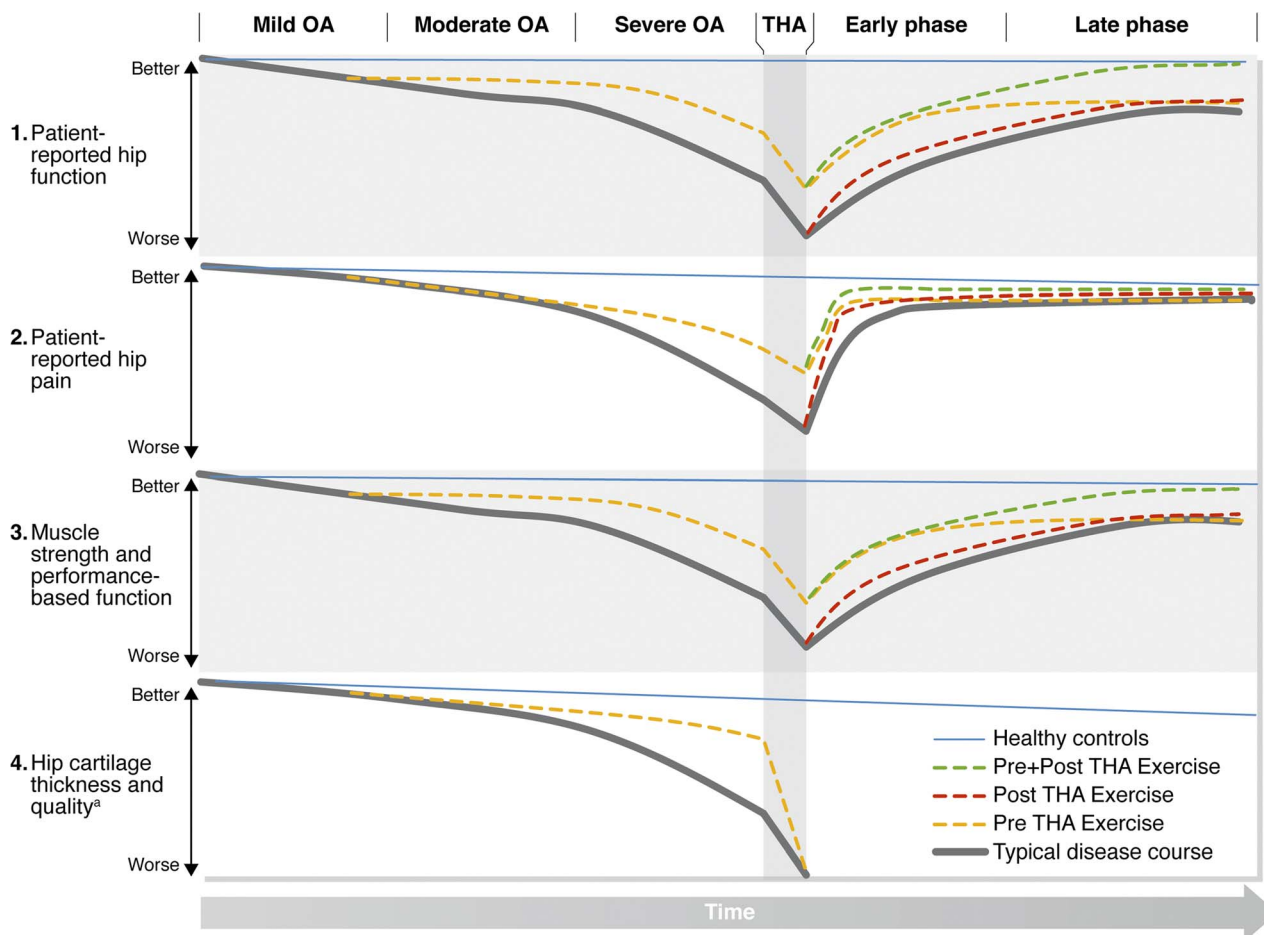 Mild OA
Moderate OA
Severe OA
THA
Early phase
Late phase
Better
1. Patient-
reported hip
function
Worse
Better
2. Patient-
reported hip
pain
Worse
Better
3. Muscle
strength and
performance-
based function
Worse
Better
4. Hip cartilage
thickness and
qualityᵃ
Worse
Healthy controls
Pre+Post THA Exercise
Post THA Exercise
Pre THA Exercise
Typical disease course
Time